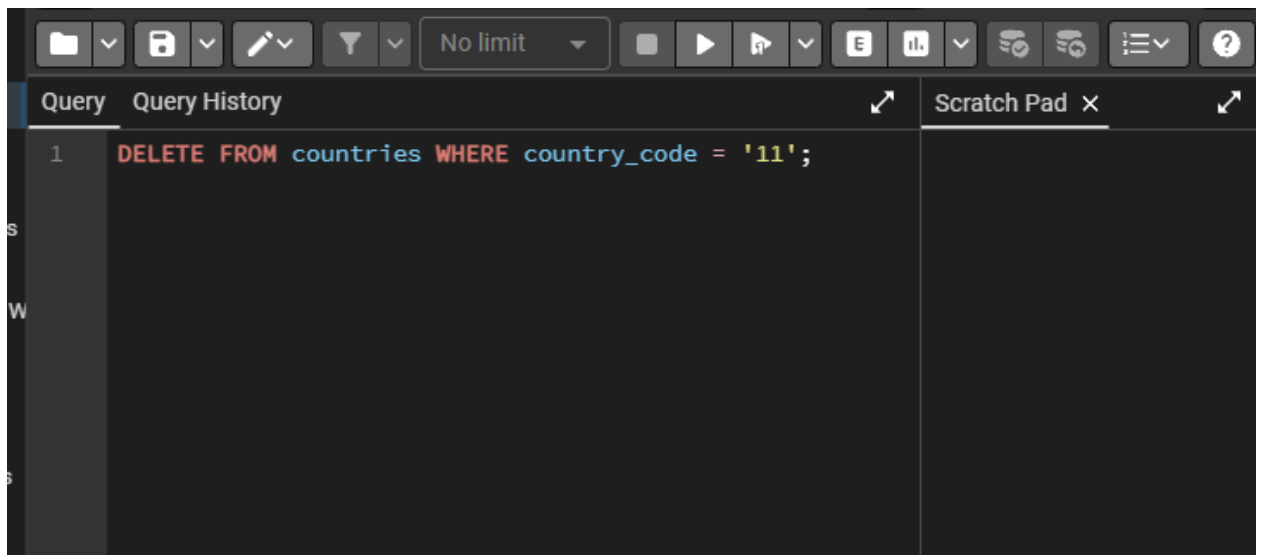 No limit
E
Query Query History Scratch Pad ×
1 DELETE FROM countries WHERE country_code = '11';
s
w
s